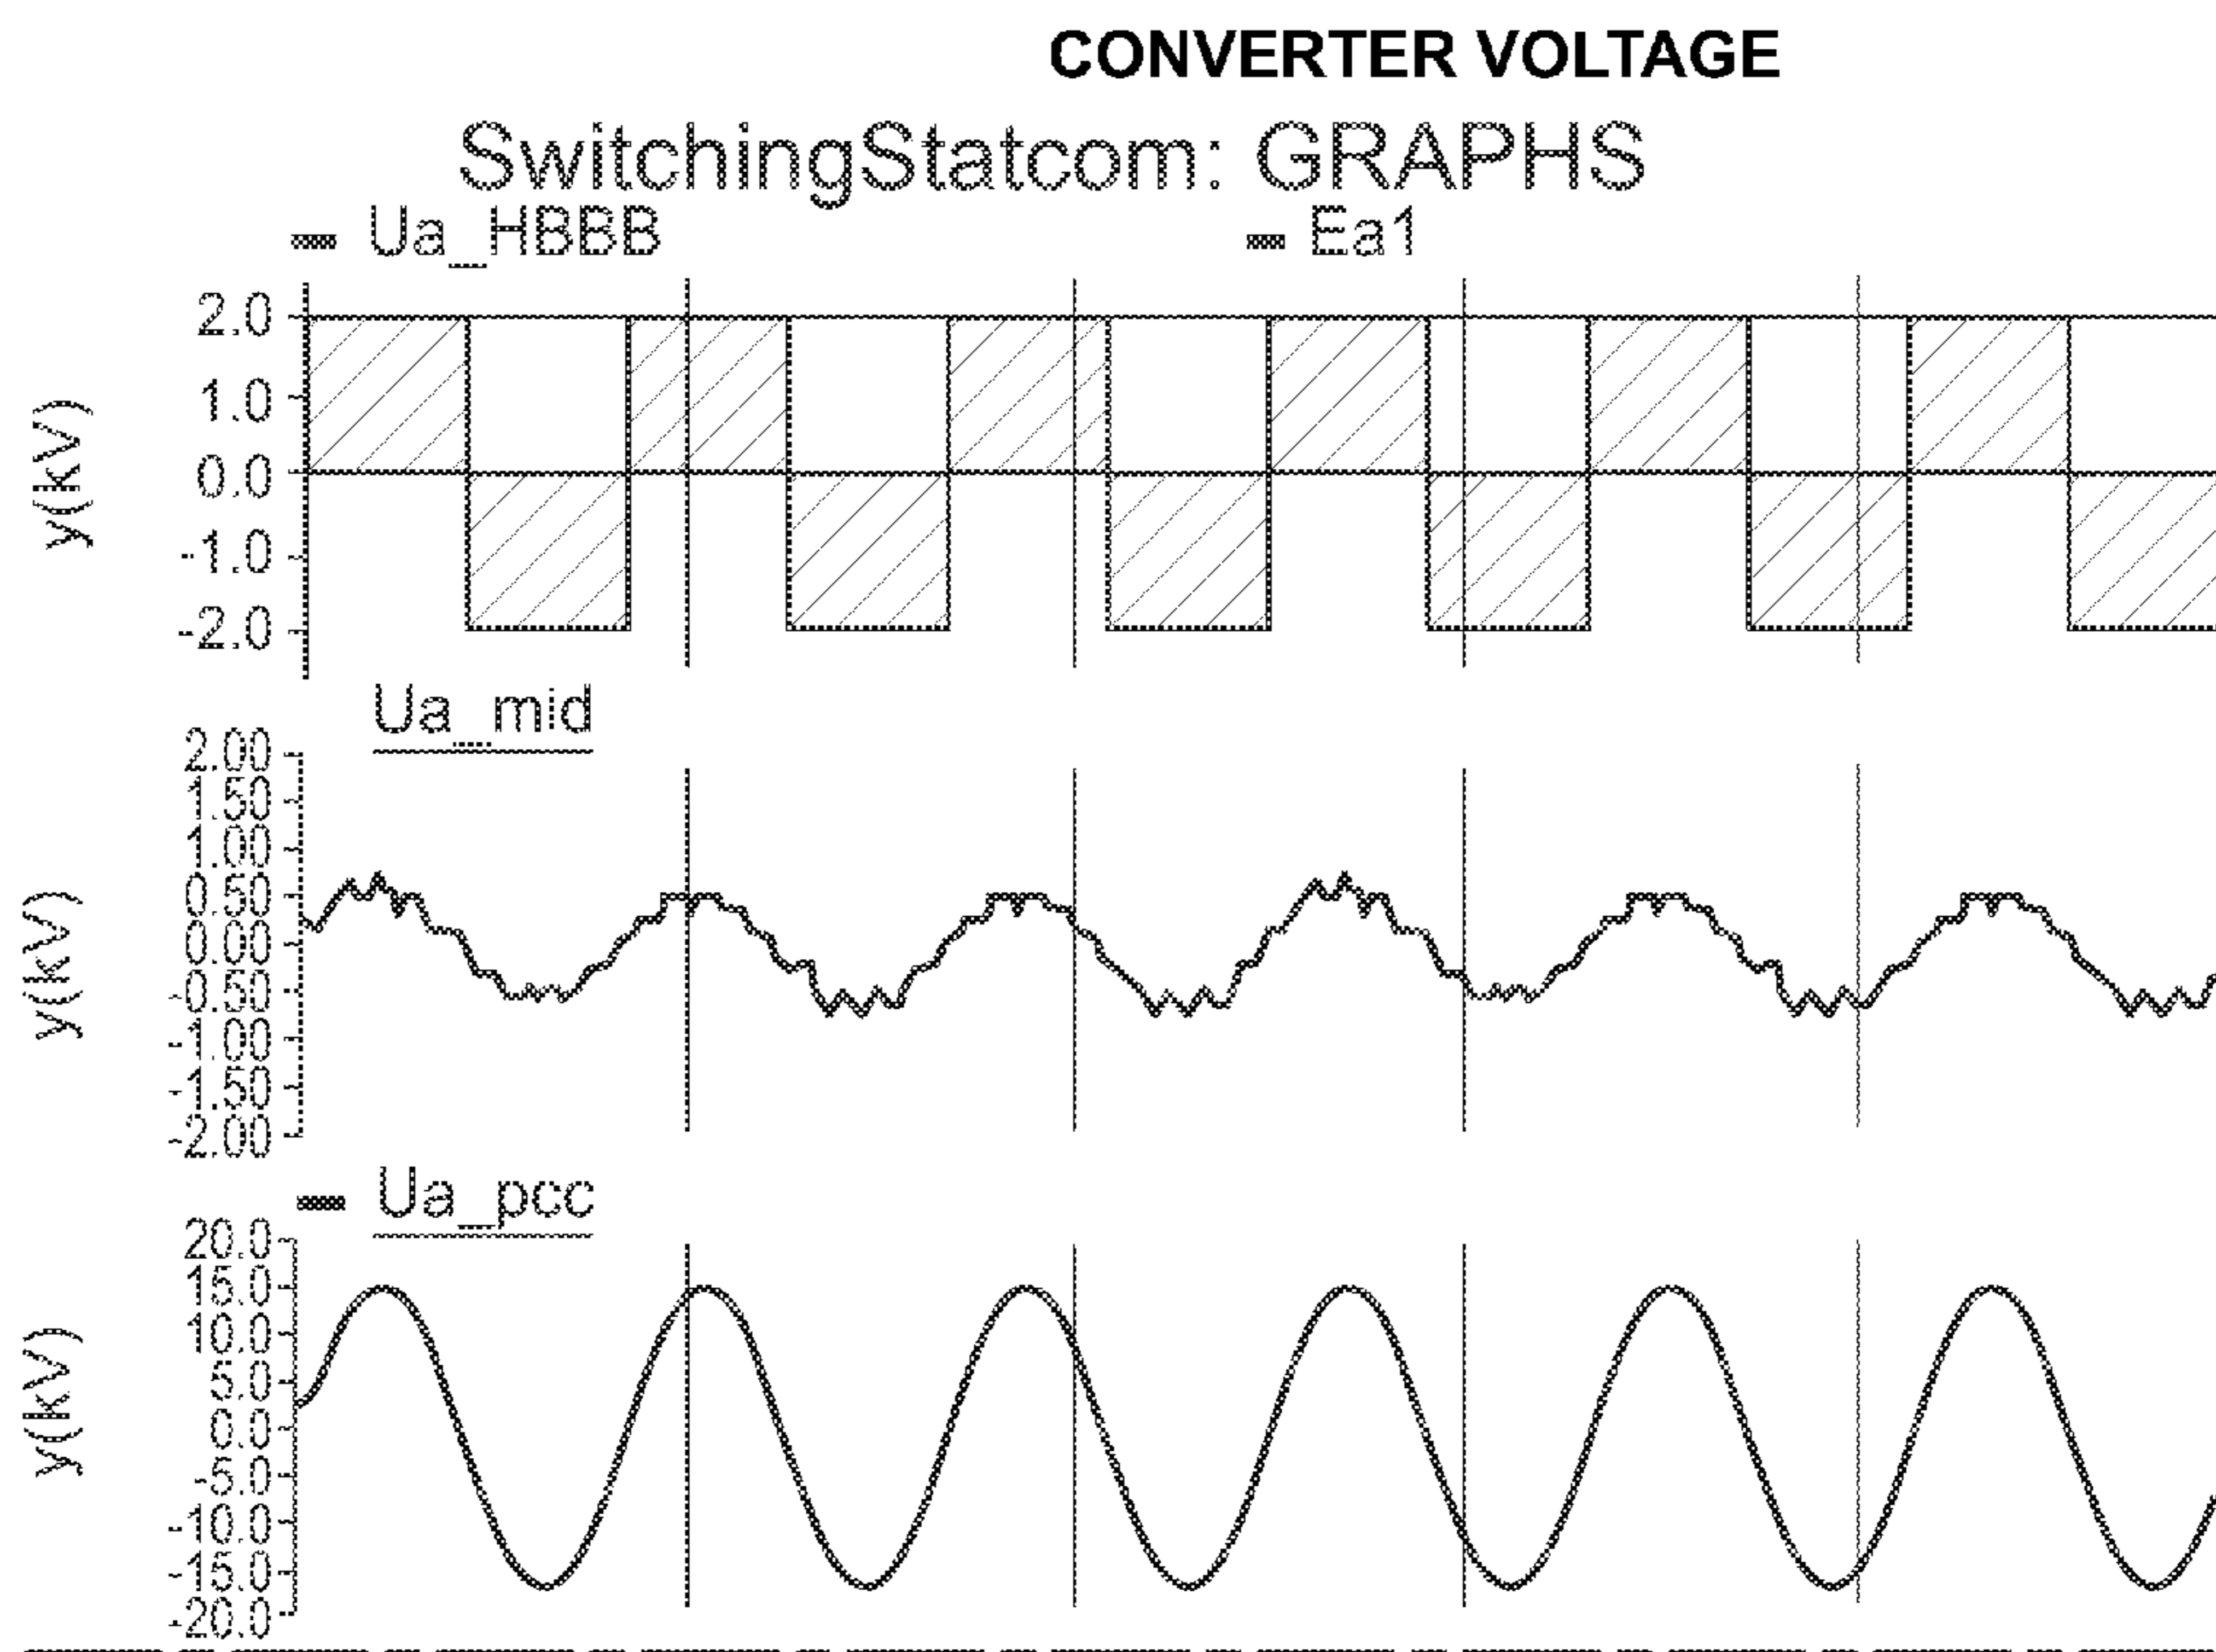 CONVERTER VOLTAGE
SwitchingStatcom: GRAPHS
Ua_HBBB Ea1
y(kV)
2.0
1.0
0.0
-1.0
-2.0
Ua_mid
y(kV)
2.00
1.50
1.00
0.50
0.00
-0.50
-1.00
-1.50
-2.00
Ua_pcc
y(kV)
20.0
15.0
10.0
5.0
0.0
-5.0
-10.0
-15.0
-20.0